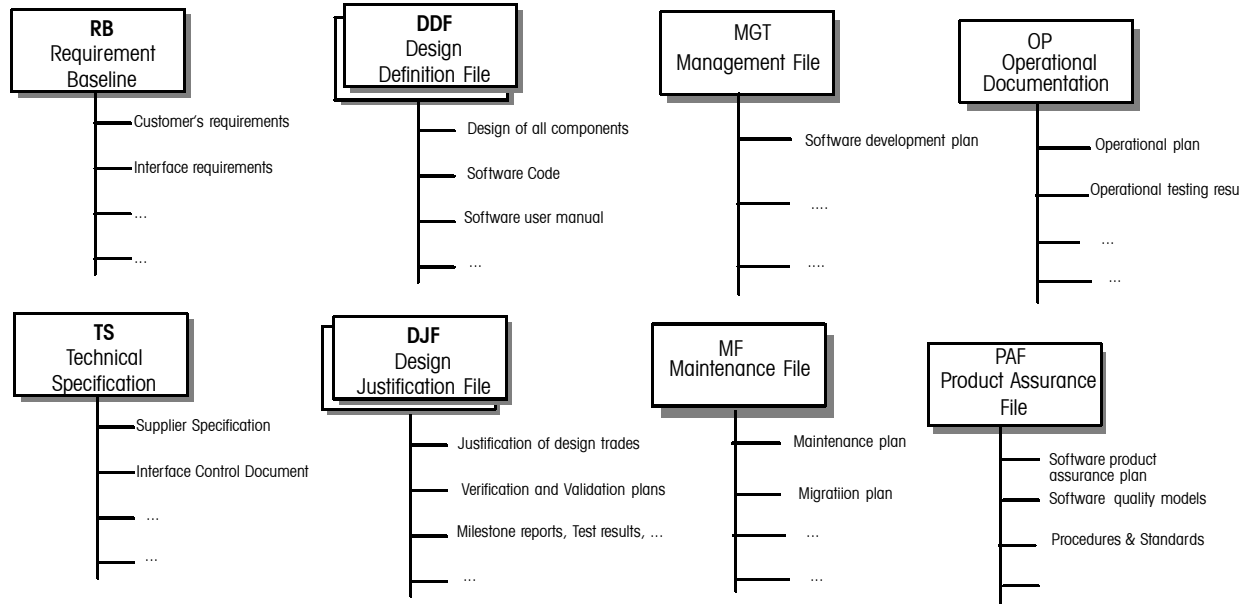 RB
Requirement
Baseline
Customer's requirements
Interface requirements
...
...
DDF
Design
Definition File
Design of all components
Software Code
Software user manual
...
MGT
Management File
Software development plan
....
....
OP
Operational
Documentation
Operational plan
Operational testing resu
...
...
TS
Technical
Specification
Supplier Specification
Interface Control Document
...
...
DJF
Design
Justification File
Justification of design trades
Verification and Validation plans
Milestone reports, Test results, ...
...
MF
Maintenance File
Maintenance plan
Migratiion plan
...
...
PAF
Product Assurance
File
Software product
assurance plan
Software quality models
Procedures & Standards